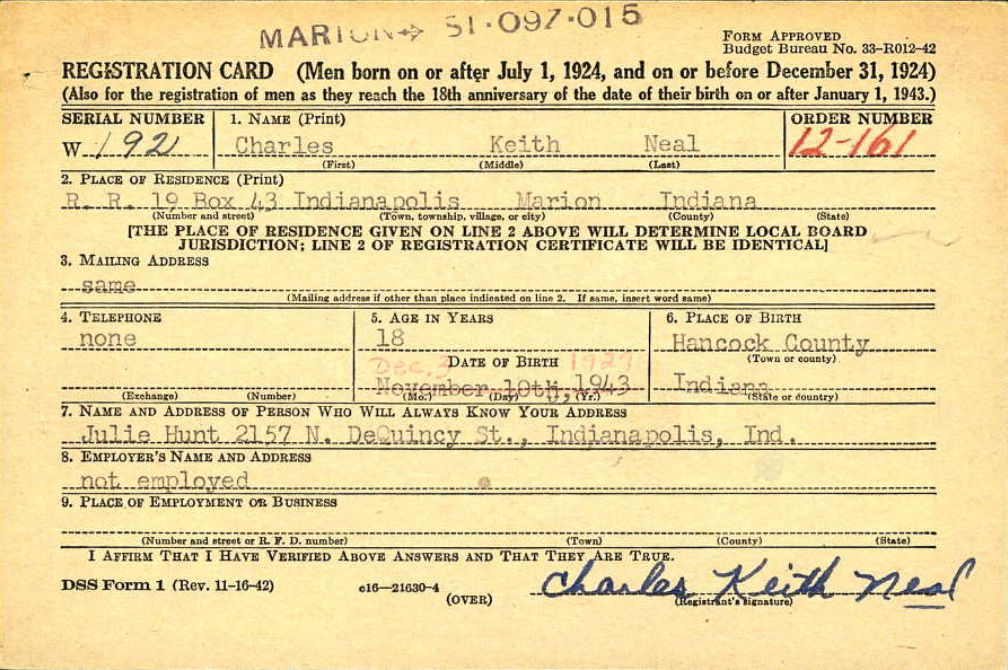 MARION→ 51·097·015
FORM APPROVED
Budget Bureau No. 33-R012-42
REGISTRATION CARD (Men born on or after July 1, 1924, and on or before December 31, 1924)
(Also for the registration of men as they reach the 18th anniversary of the date of their birth on or after January 1, 1943.)
SERIAL NUMBER 1. NAME (Print) ORDER NUMBER
W 192 Charles Keith Neal 12-161
(First) (Middle) (Last)
2. PLACE OF RESIDENCE (Print)
R. R. 19 Box 43 Indianapolis Marion Indiana
(Number and street) (Town, township, village, or city) (County) (State)
[THE PLACE OF RESIDENCE GIVEN ON LINE 2 ABOVE WILL DETERMINE LOCAL BOARD
JURISDICTION; LINE 2 OF REGISTRATION CERTIFICATE WILL BE IDENTICAL]
3. MAILING ADDRESS
same
(Mailing address if other than place indicated on line 2. If same, insert word same)
4. TELEPHONE 5. AGE IN YEARS 6. PLACE OF BIRTH
none 18 Hancock County
(Town or county)
Dec. 3 DATE OF BIRTH
November 10th, 1943 Indiana
(Exchange) (Number) (Mo.) (Day) (Yr.) (State or country)
7. NAME AND ADDRESS OF PERSON WHO WILL ALWAYS KNOW YOUR ADDRESS
Julie Hunt 2157 N. DeQuincy St., Indianapolis, Ind.
8. EMPLOYER'S NAME AND ADDRESS
not employed
9. PLACE OF EMPLOYMENT OR BUSINESS
(Number and street or R. F. D. number) (Town) (County) (State)
I AFFIRM THAT I HAVE VERIFIED ABOVE ANSWERS AND THAT THEY ARE TRUE.
DSS Form 1 (Rev. 11-16-42) c16—21630-4 (OVER) Charles Keith Neal
(Registrant's signature)